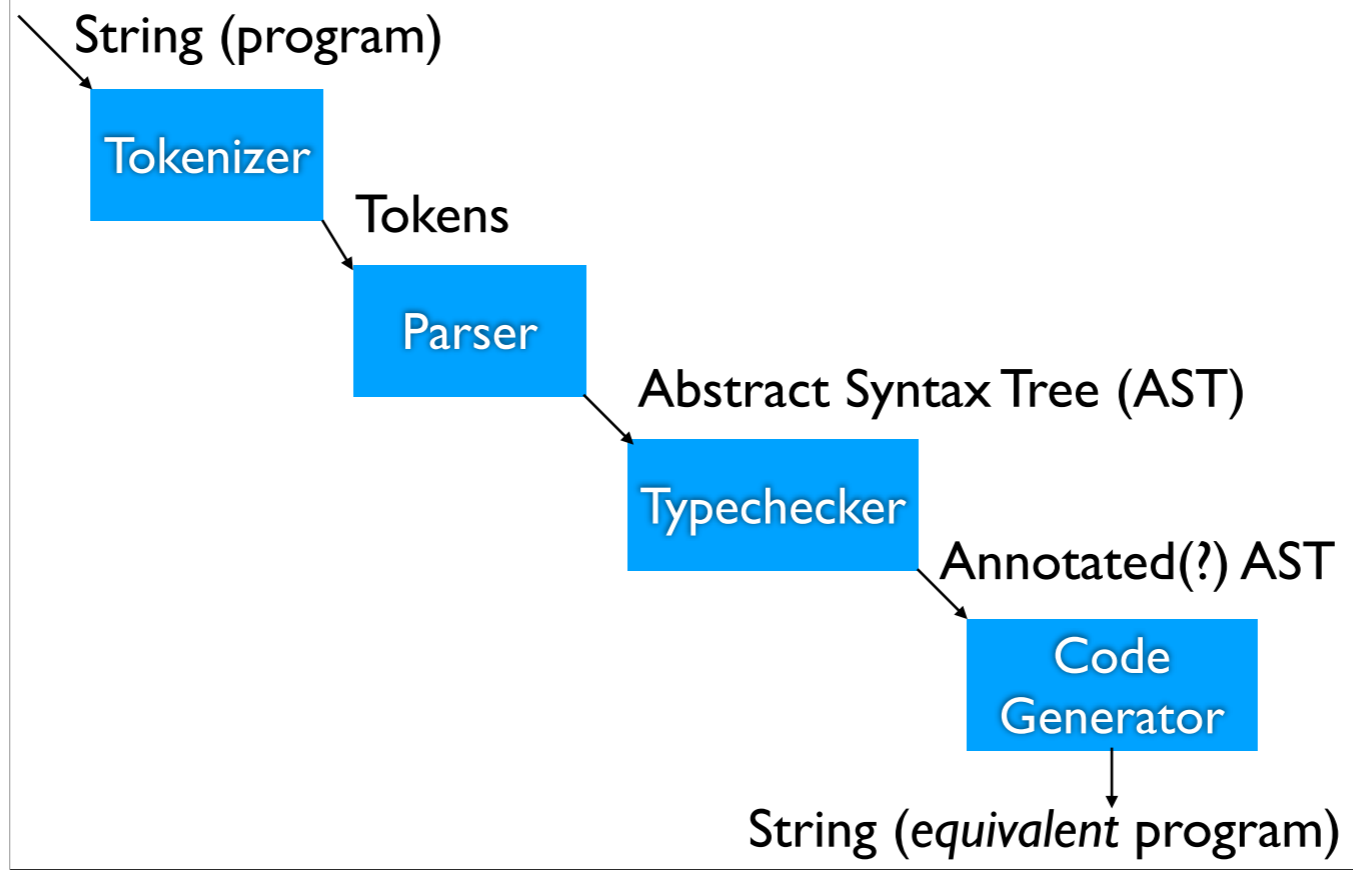 String (program)
Tokenizer
Tokens
Parser
Abstract Syntax Tree (AST)
Typechecker
Annotated(?) AST
Code
Generator
String (equivalent program)